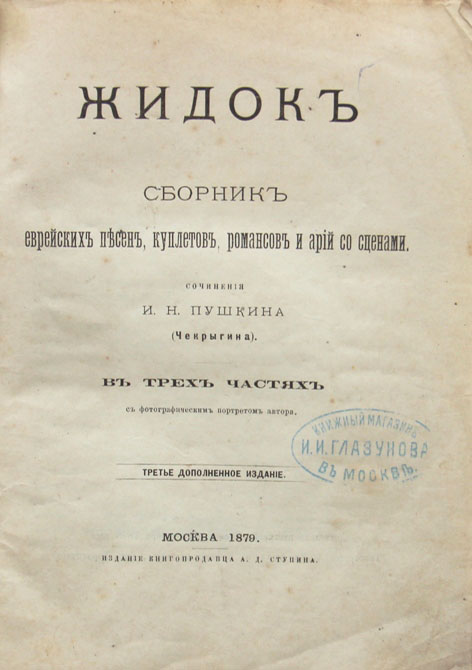 ЖИДОКЪ
СБОРНИКЪ
еврейскихъ пѣсенъ, куплетовъ, романсовъ и арій со сценами.
СОЧИНЕНІЯ
И. Н. ПУШКИНА
(Чекрыгина).
ВЪ ТРЕХЪ ЧАСТЯХЪ
съ фотографическимъ портретомъ автора.
КНИЖНЫЙ МАГАЗИНЪ
И. И. ГЛАЗУНОВА
ВЪ МОСКВѢ.
ТРЕТЬЕ ДОПОЛНЕННОЕ ИЗДАНІЕ.
МОСКВА 1879.
ИЗДАНІЕ КНИГОПРОДАВЦА А. Д. СТУПИНА.